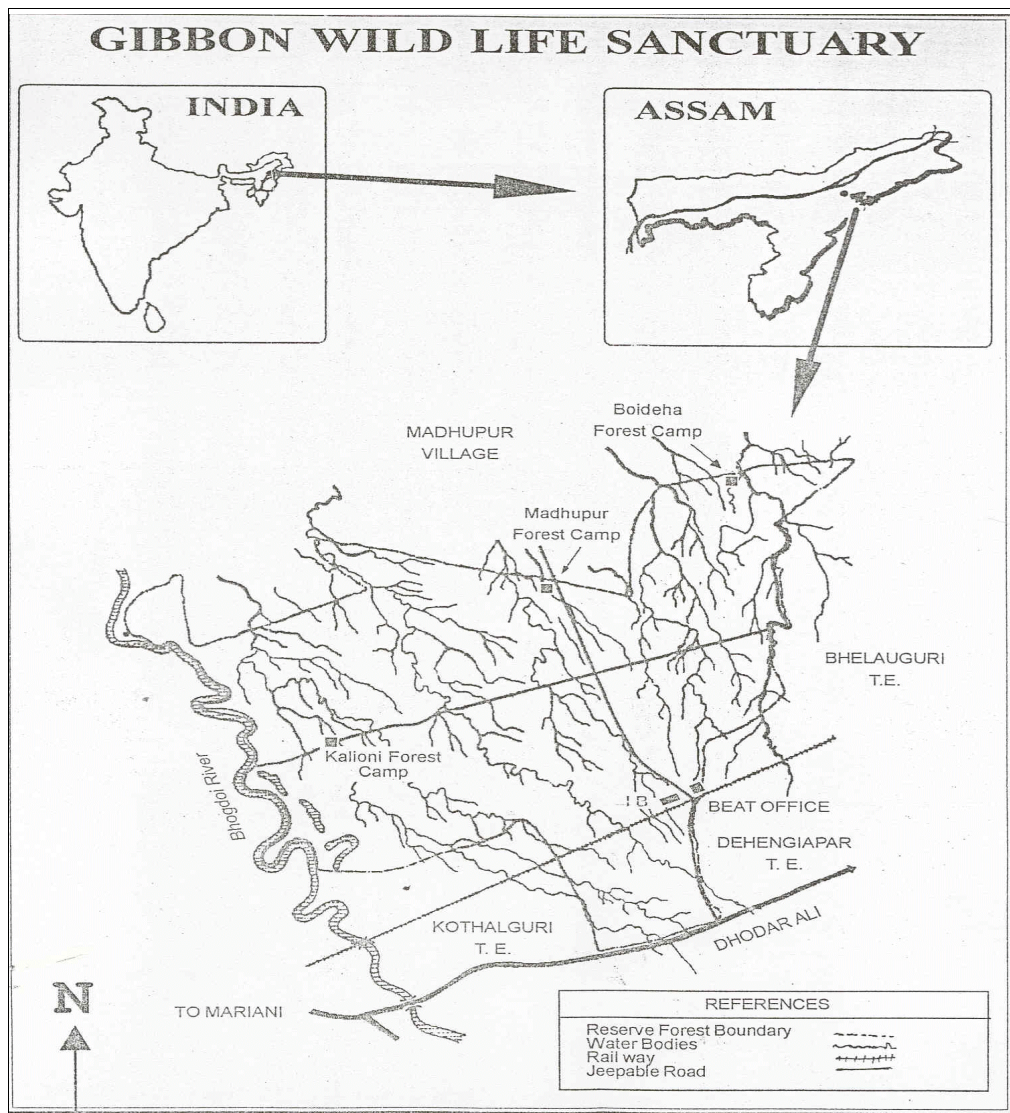 GIBBON WILD LIFE SANCTUARY
INDIA
ASSAM
Boideha
Forest Camp
MADHUPUR
VILLAGE
Madhupur
Forest Camp
BHELAUGURI
T.E.
Kalioni Forest
Camp
Bhogdoi River
I B
BEAT OFFICE
DEHENGIAPAR
T. E.
KOTHALGURI
T. E.
DHODAR ALI
N
TO MARIANI
REFERENCES
Reserve Forest Boundary
Water Bodies
Rail way
Jeepable Road